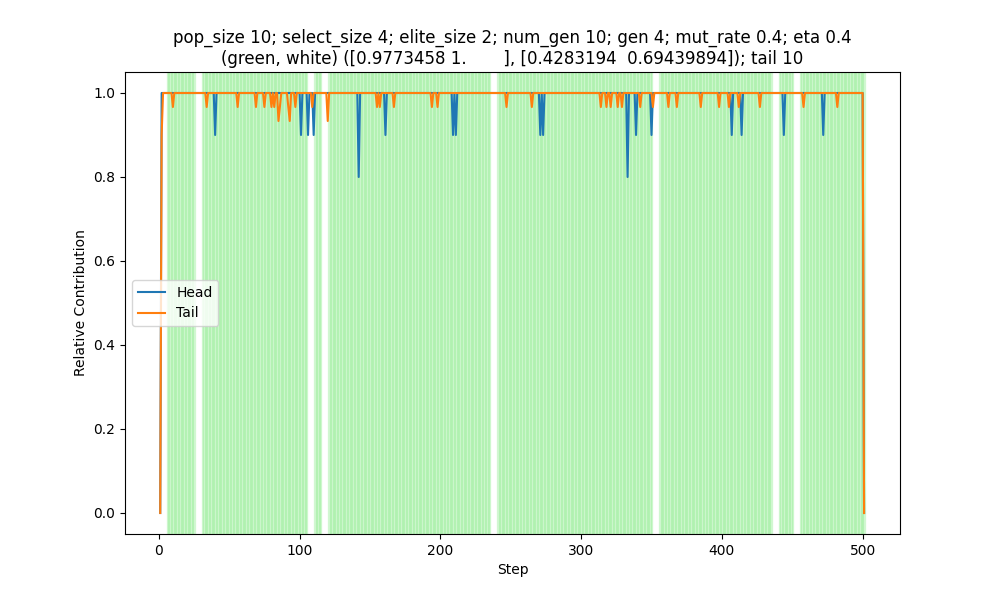 pop_size 10; select_size 4; elite_size 2; num_gen 10; gen 4; mut_rate 0.4; eta 0.4
(green, white) ([0.9773458 1.        ], [0.4283194  0.69439894]); tail 10
1.0
0.8
0.6
0.4
0.2
0.0
Relative Contribution
Head
Tail
0
100
200
300
400
500
Step